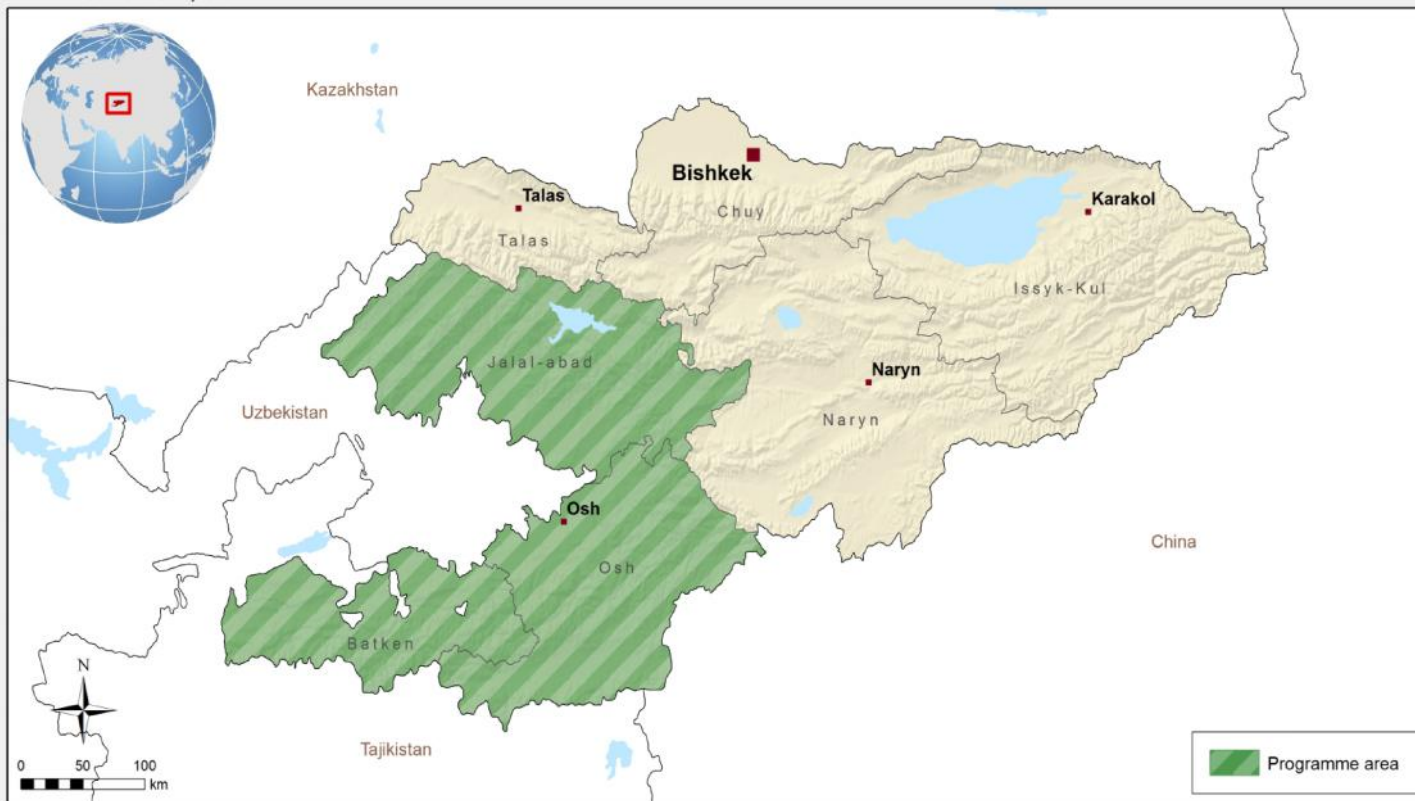 Kazakhstan
Bishkek
Talas
Karakol
Chuy
Talas
Issyk-Kul
Jalal-abad
Naryn
Uzbekistan
Naryn
Osh
China
Osh
Batken
N
Tajikistan
0 50 100
km
Programme area